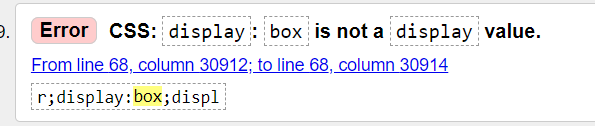 9. Error CSS: display: box is not a display value.
From line 68, column 30912; to line 68, column 30914
r;display:box;displ